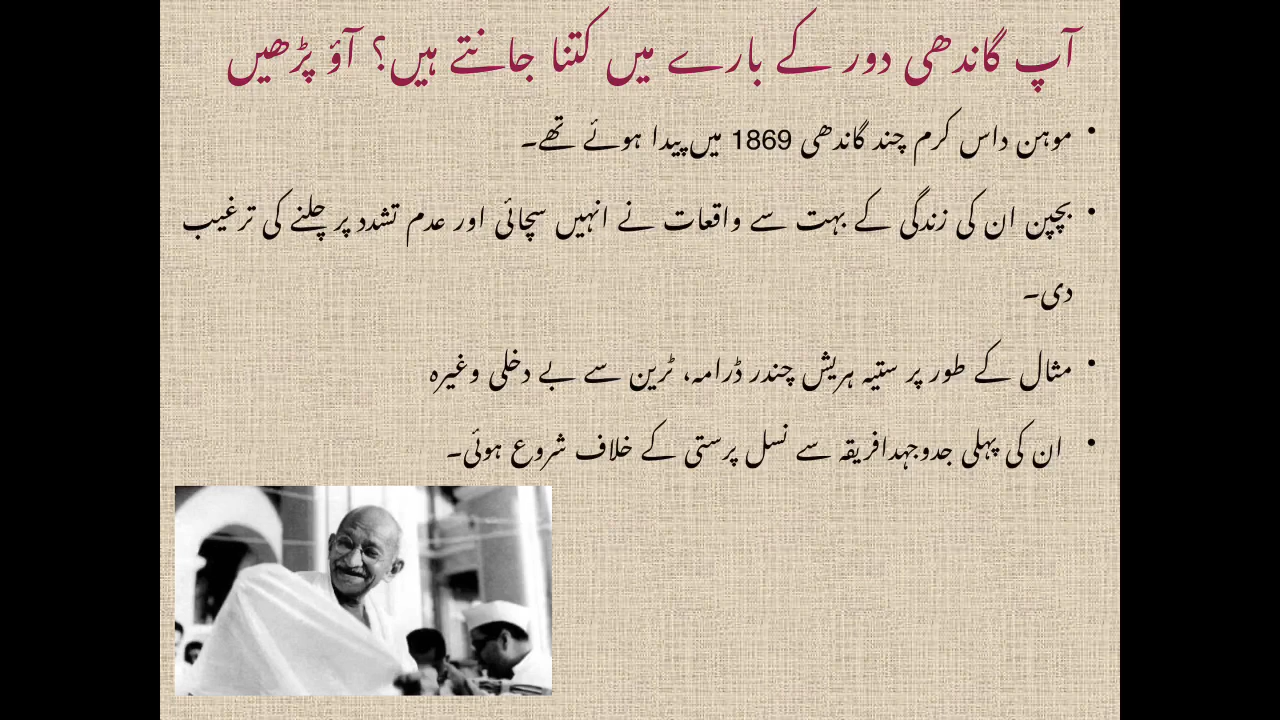 آپ گاندھی دور کے بارے میں کتنا جانتے ہیں؟ آؤ پڑھیں
• موہن داس کرم چند گاندھی 1869 میں پیدا ہوئے تھے۔
• بچپن ان کی زندگی کے بہت سے واقعات نے انہیں سچائی اور عدم تشدد پر چلنے کی ترغیب
دی۔
• مثال کے طور پر ستیہ ہریش چندر ڈرامہ، ٹرین سے بے دخلی وغیرہ
• ان کی پہلی جدوجہدافریقہ سے نسل پرستی کے خلاف شروع ہوئی۔